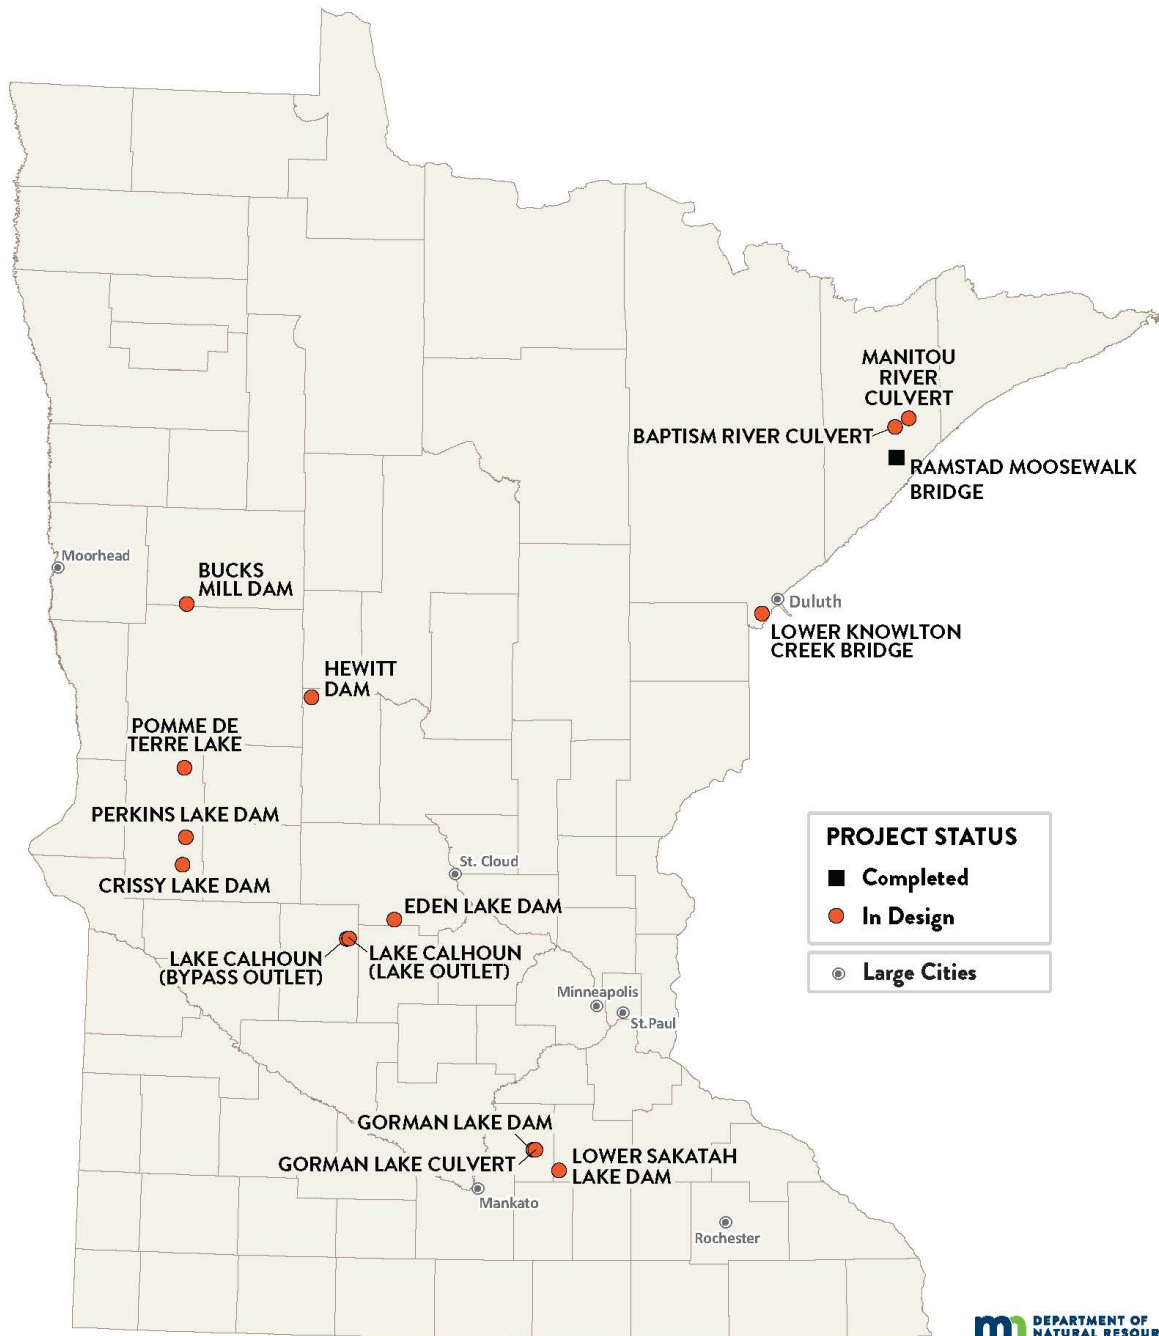 MANITOU
RIVER
CULVERT
BAPTISM RIVER CULVERT
RAMSTAD MOOSEWALK
BRIDGE
Moorhead
BUCKS
MILL DAM
Duluth
LOWER KNOWLTON
CREEK BRIDGE
HEWITT
DAM
POMME DE
TERRE LAKE
PERKINS LAKE DAM
CRISSY LAKE DAM
St. Cloud
EDEN LAKE DAM
LAKE CALHOUN
(BYPASS OUTLET)
LAKE CALHOUN
(LAKE OUTLET)
Minneapolis
St.Paul
PROJECT STATUS
Completed
In Design
Large Cities
GORMAN LAKE DAM
GORMAN LAKE CULVERT
LOWER SAKATAH
LAKE DAM
Mankato
Rochester
DEPARTMENT OF
NATURAL